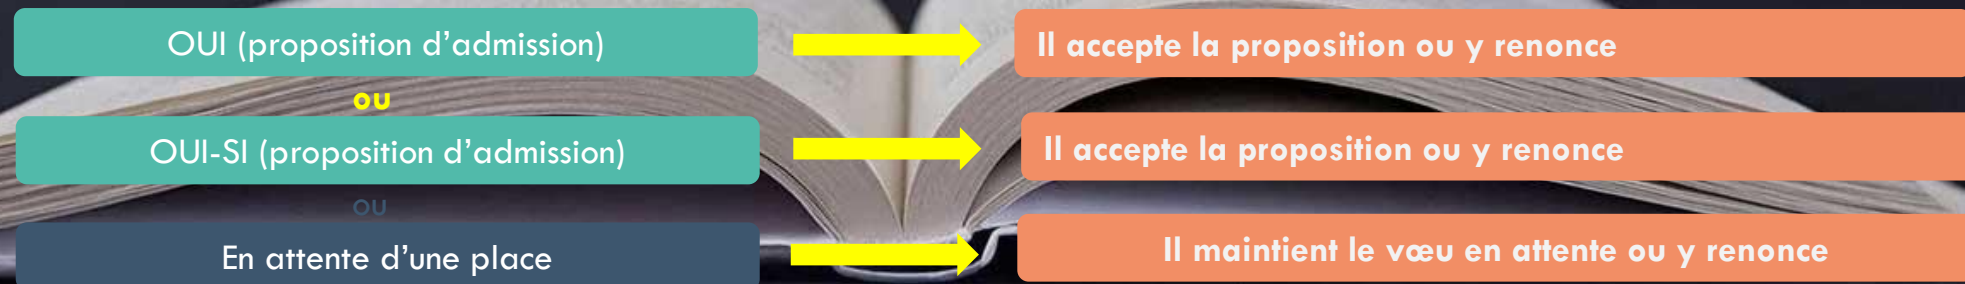 OUI (proposition d’admission)
Il accepte la proposition ou y renonce
ou
OUI-SI (proposition d’admission)
Il accepte la proposition ou y renonce
ou
En attente d’une place
Il maintient le vœu en attente ou y renonce